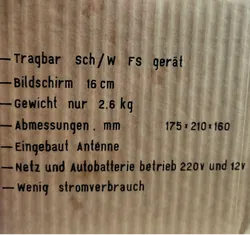 — Tragbar sch/w FS gerät
— Bildschirm 16 cm
— Gewicht nur 2,6 kg
— Abmessungen, mm 175×210×160
— Eingebaut Antenne
— Netz und Autobatterie betrieb 220v und 12v
— Wenig stromverbrauch